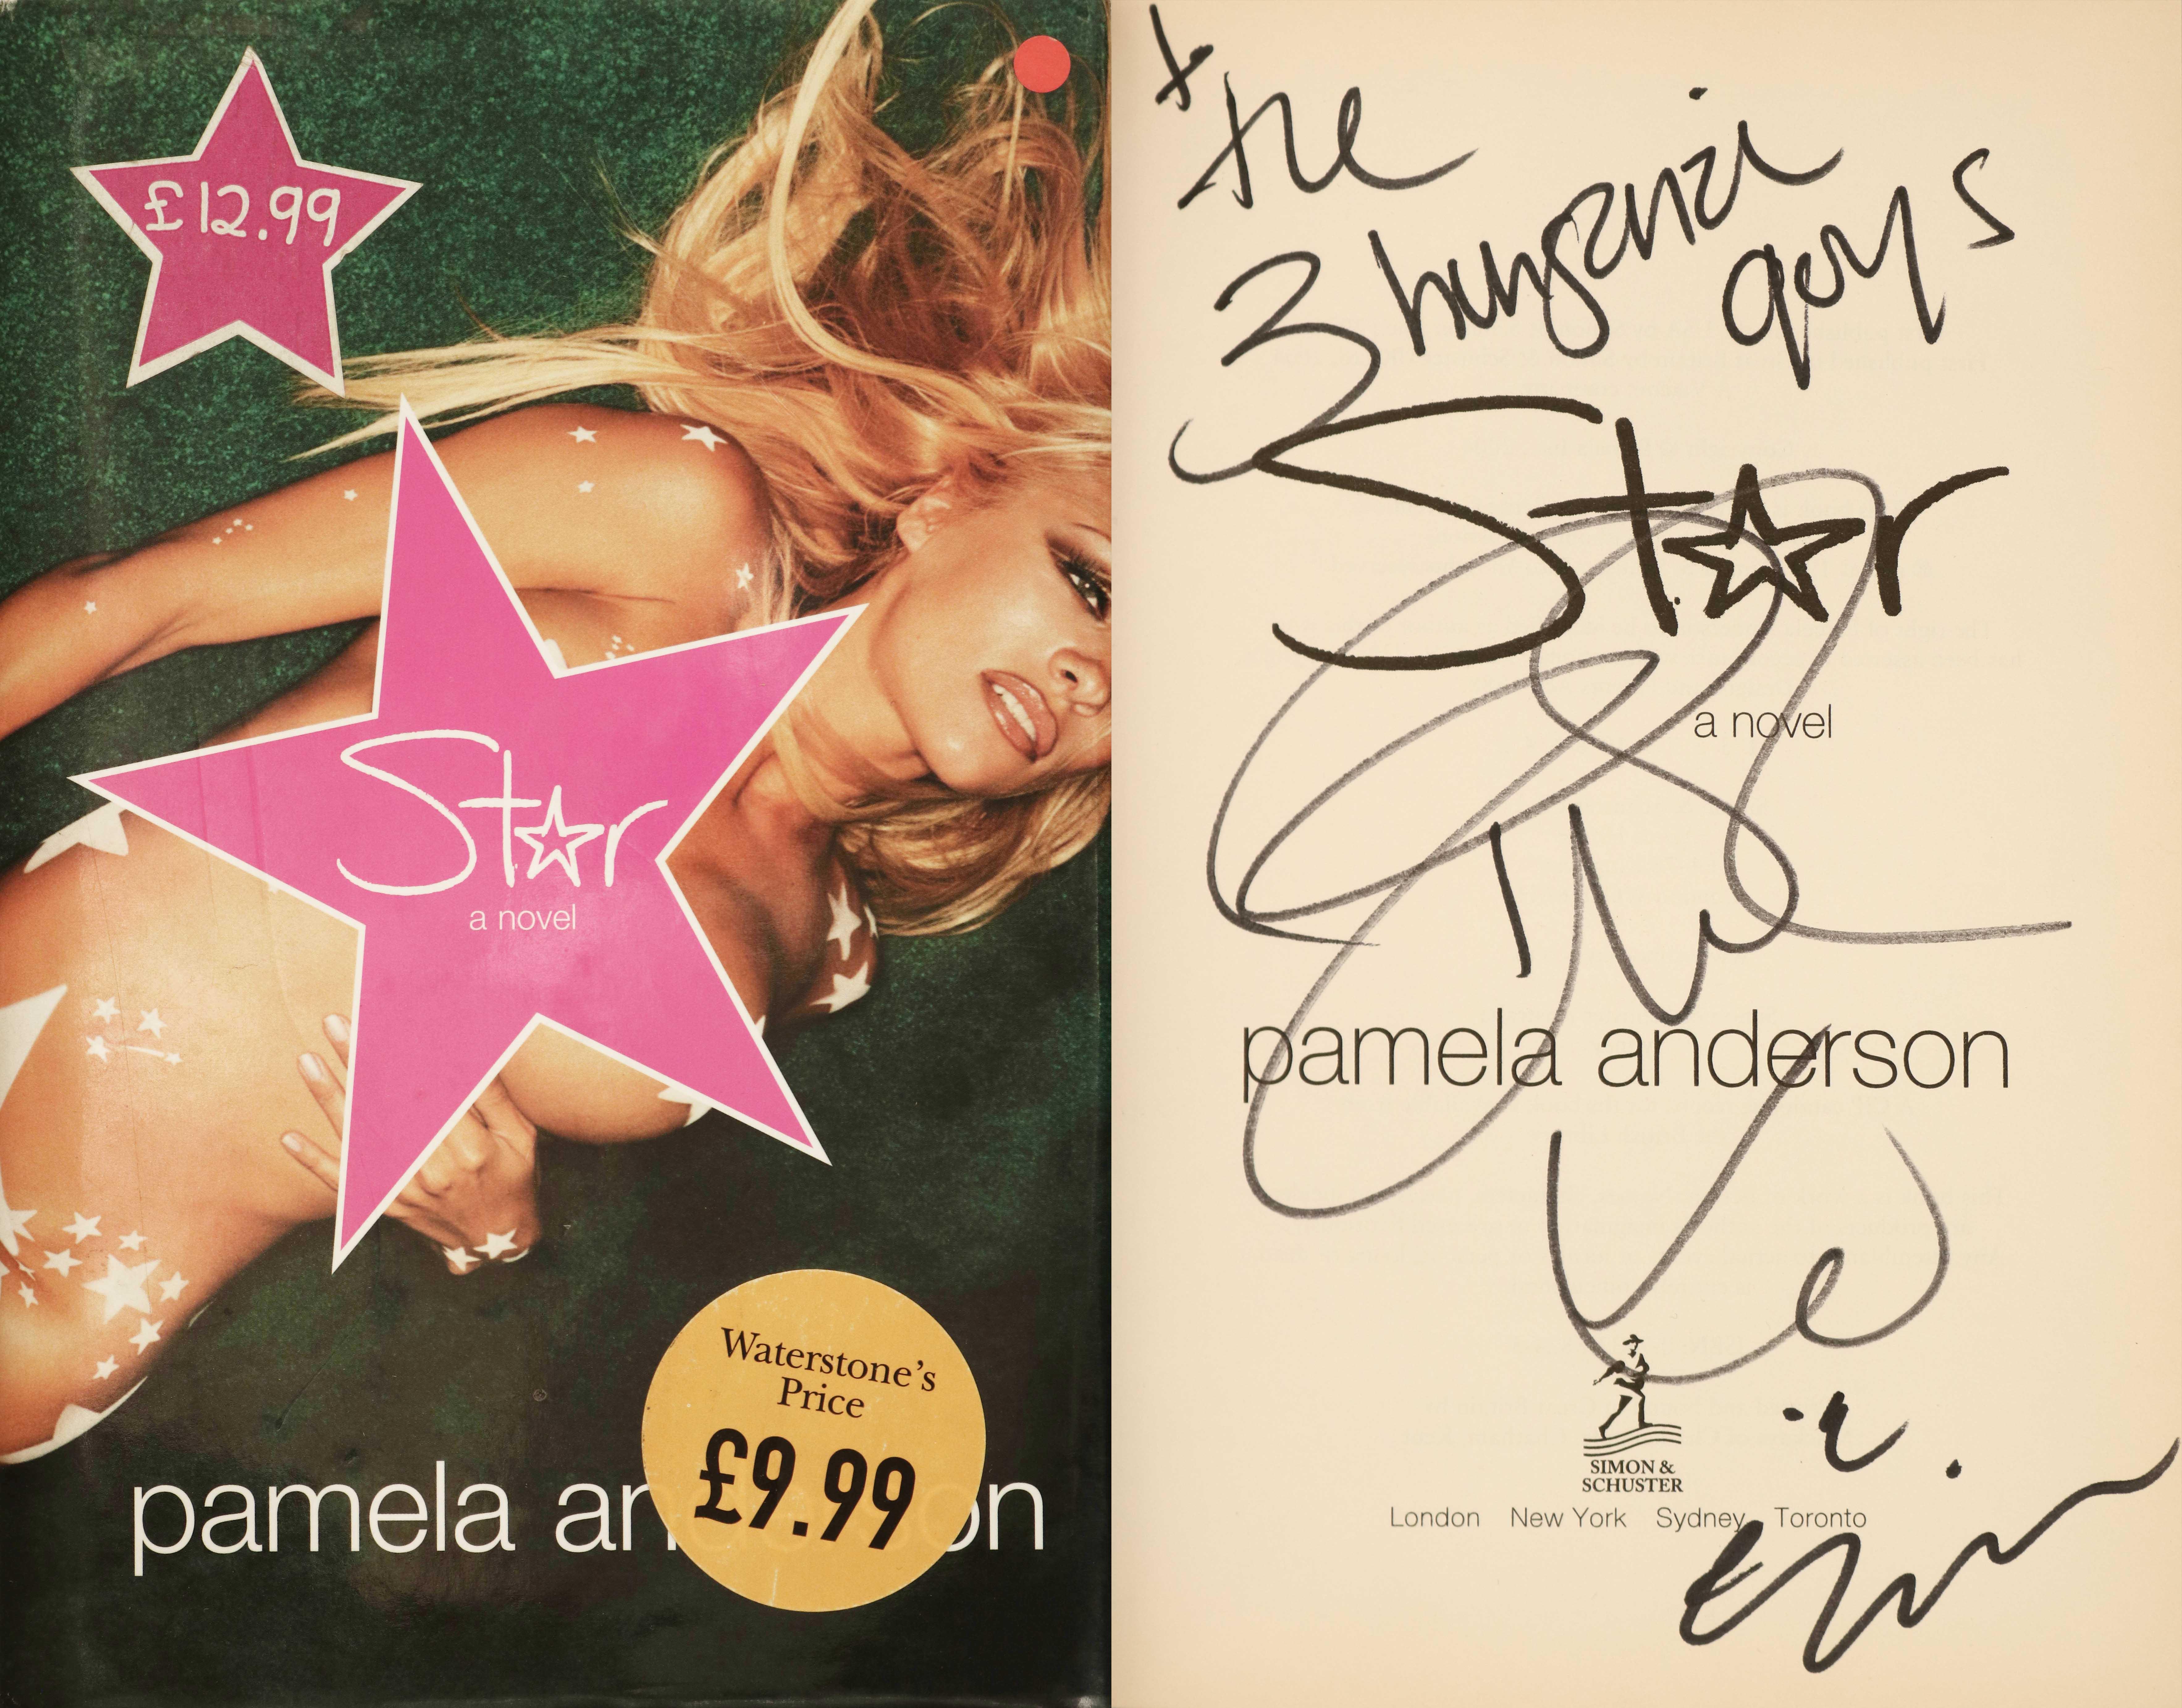 £12.99
Star
a novel
Waterstone's
Price
£9.99
pamela an on
to
the
3 guys
Star
a novel
pamela anderson
SIMON &
SCHUSTER
London New York Sydney Toronto